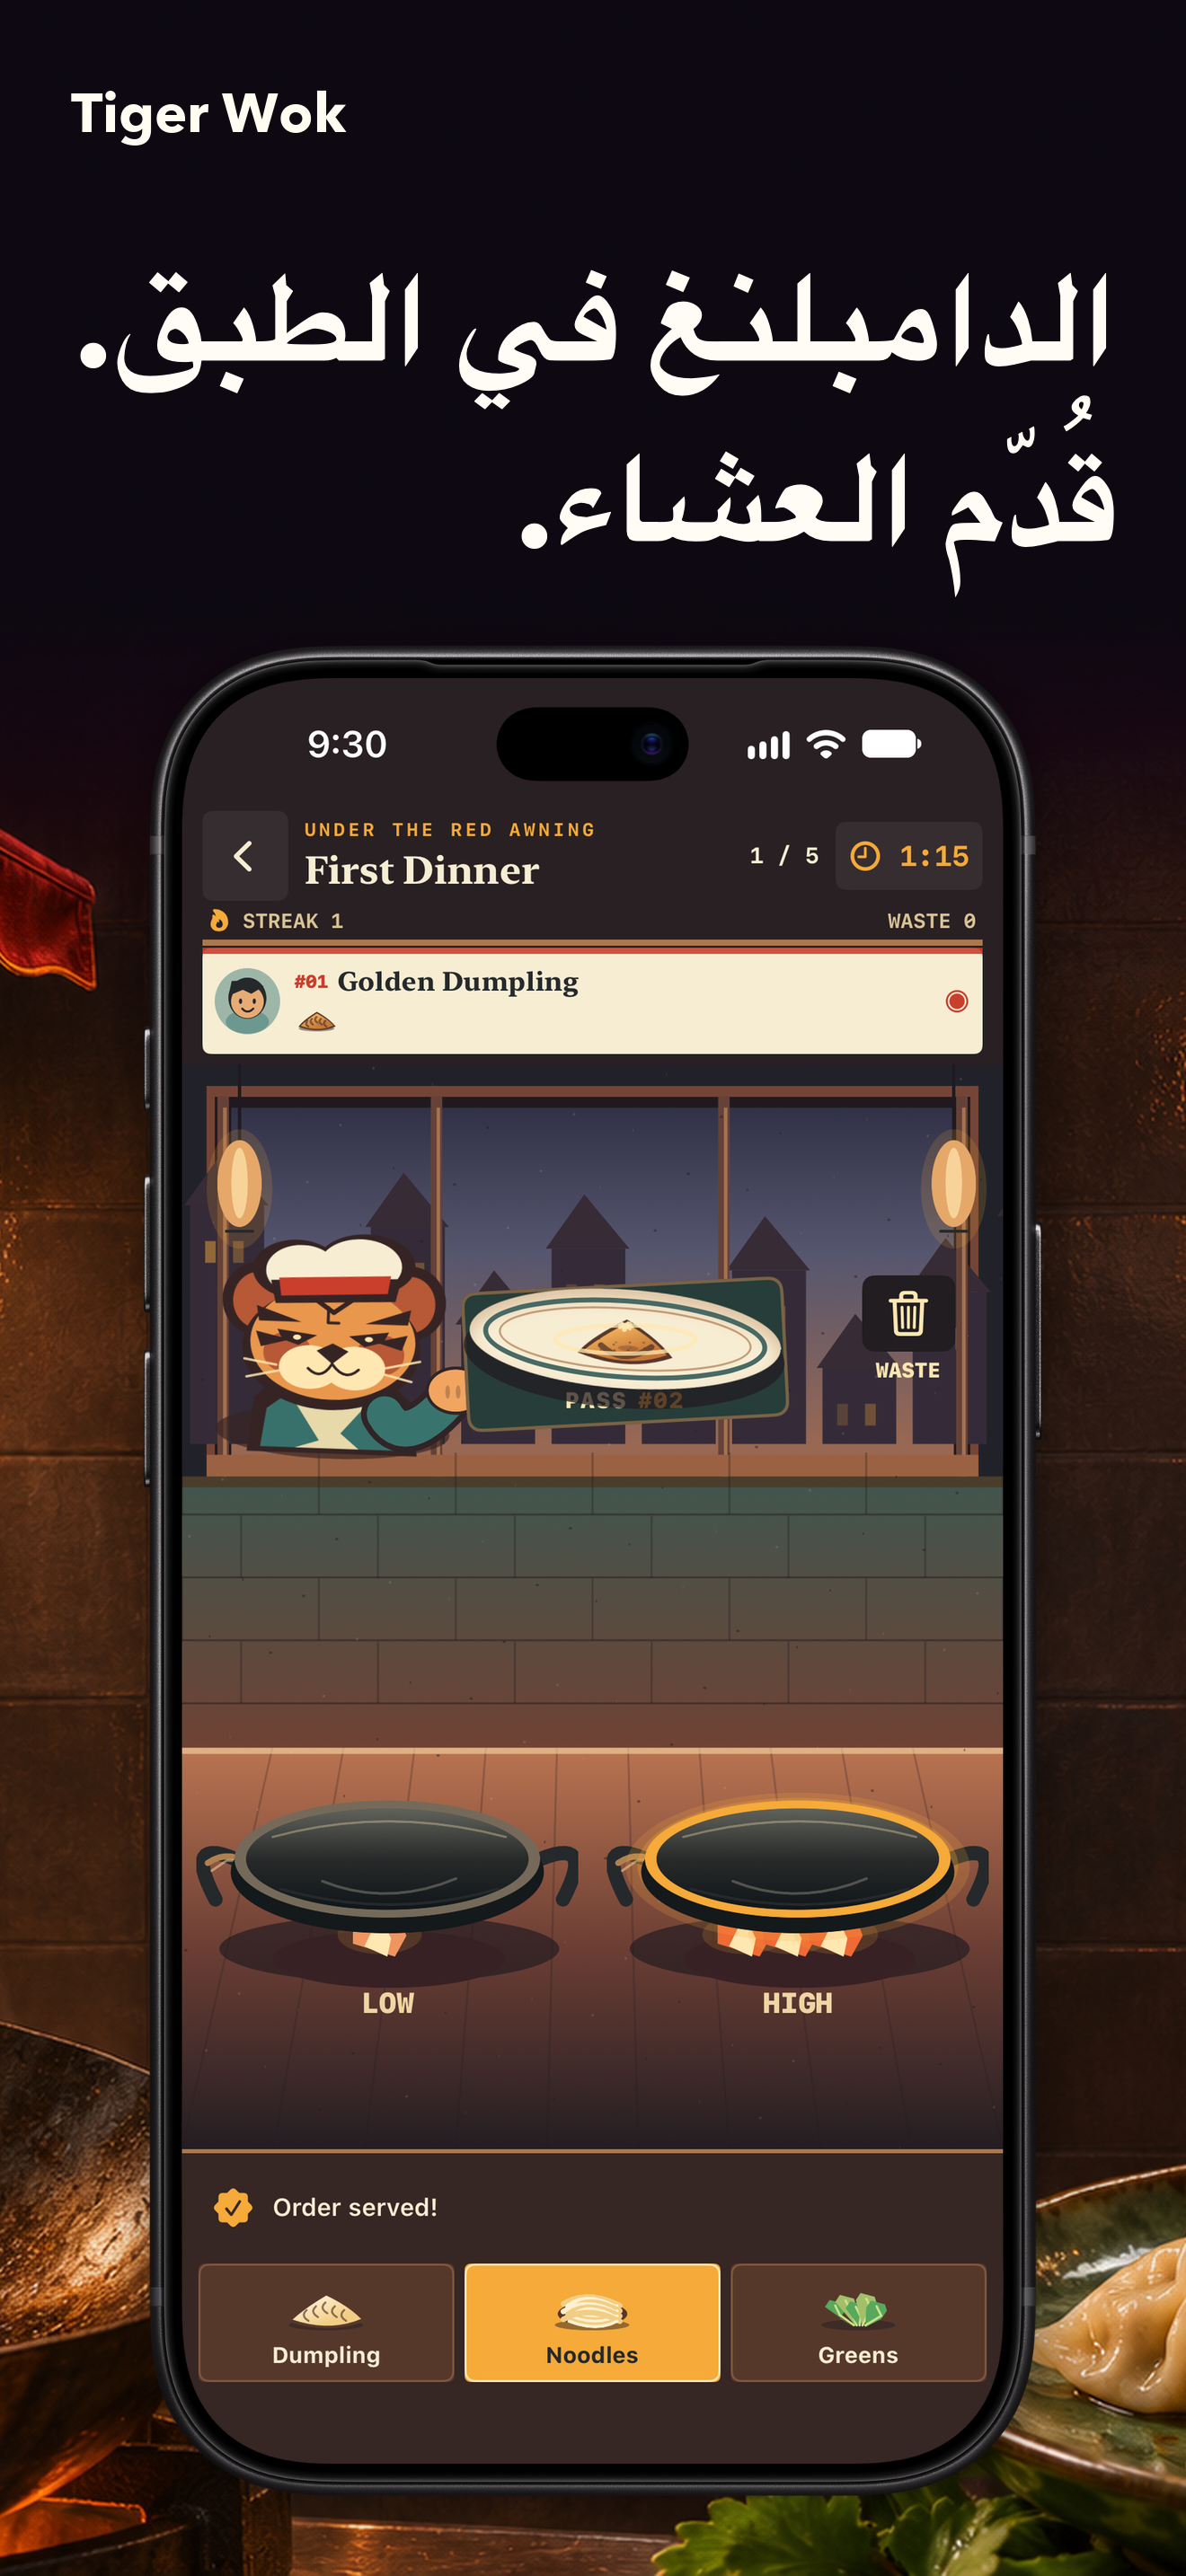 Tiger Wok
الدامبلنغ في الطبق.
قُدّم العشاء.
9:30
UNDER THE RED AWNING
First Dinner
1 / 5
1:15
STREAK 1
WASTE 0
#01 Golden Dumpling
WASTE
PASS #02
LOW
HIGH
Order served!
Dumpling
Noodles
Greens